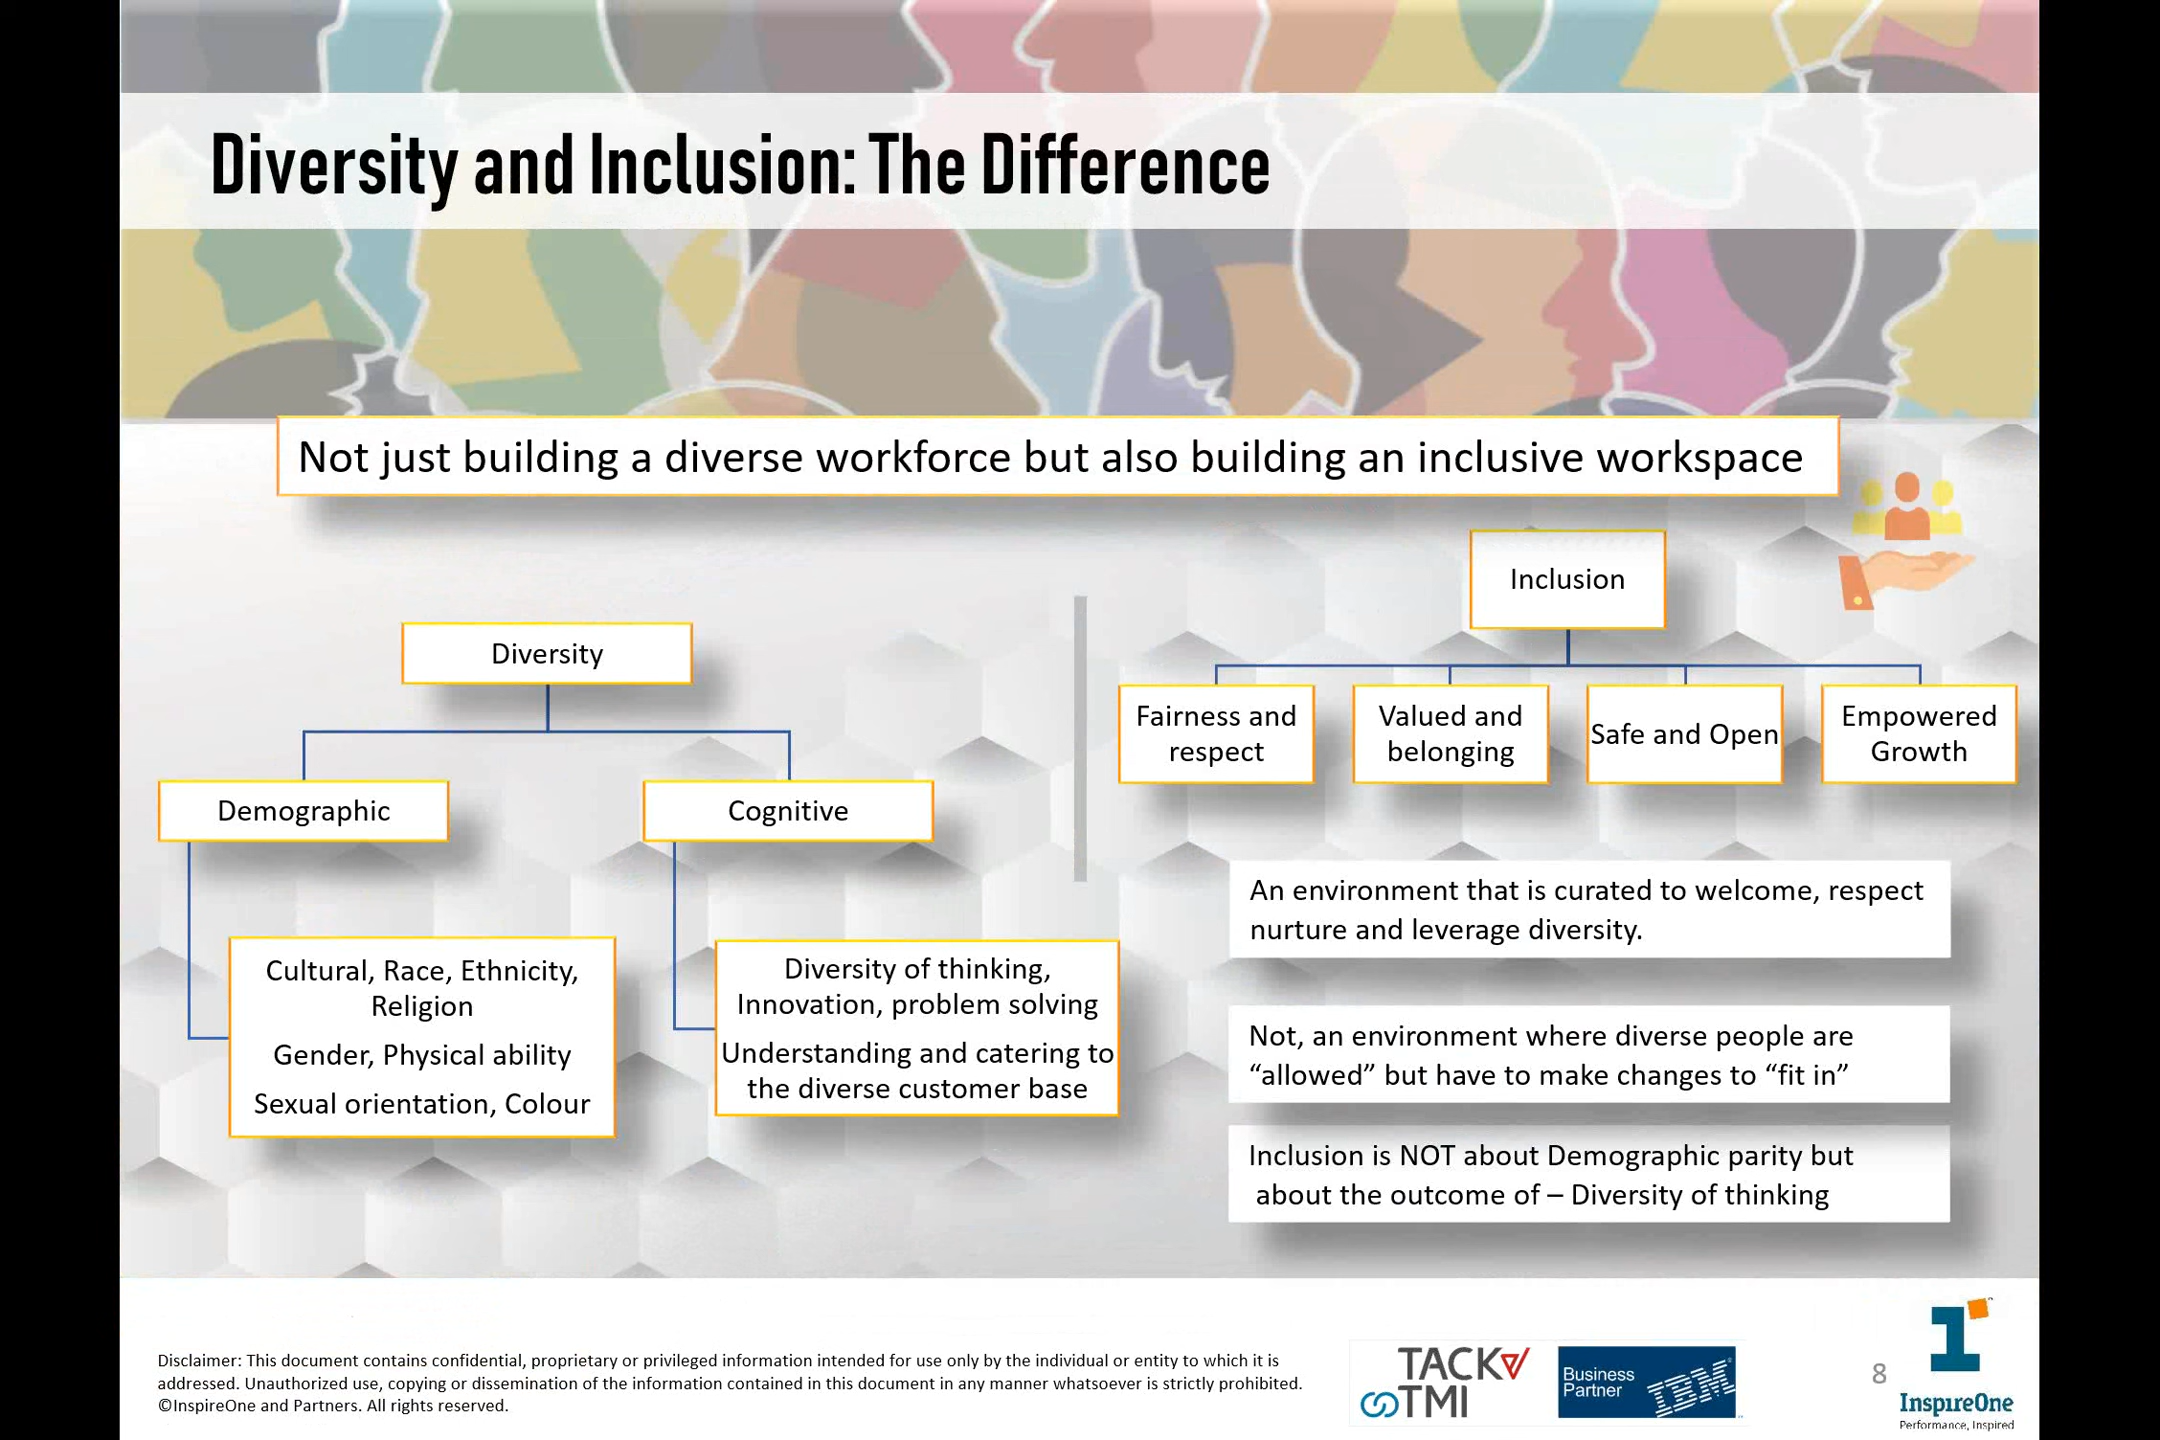 Diversity and Inclusion: The Difference
Not just building a diverse workforce but also building an inclusive workspace
Diversity
Demographic
Cognitive
Cultural, Race, Ethnicity,
Religion
Gender, Physical ability
Sexual orientation, Colour
Diversity of thinking,
Innovation, problem solving
Understanding and catering to
the diverse customer base
Inclusion
Fairness and
respect
Valued and
belonging
Safe and Open
Empowered
Growth
An environment that is curated to welcome, respect
nurture and leverage diversity.
Not, an environment where diverse people are
“allowed” but have to make changes to “fit in”
Inclusion is NOT about Demographic parity but
about the outcome of – Diversity of thinking
Disclaimer: This document contains confidential, proprietary or privileged information intended for use only by the individual or entity to which it is
addressed. Unauthorized use, copying or dissemination of the information contained in this document in any manner whatsoever is strictly prohibited.
©InspireOne and Partners. All rights reserved.
TACK
TMI
Business
Partner
IBM
8
InspireOne
Performance, Inspired